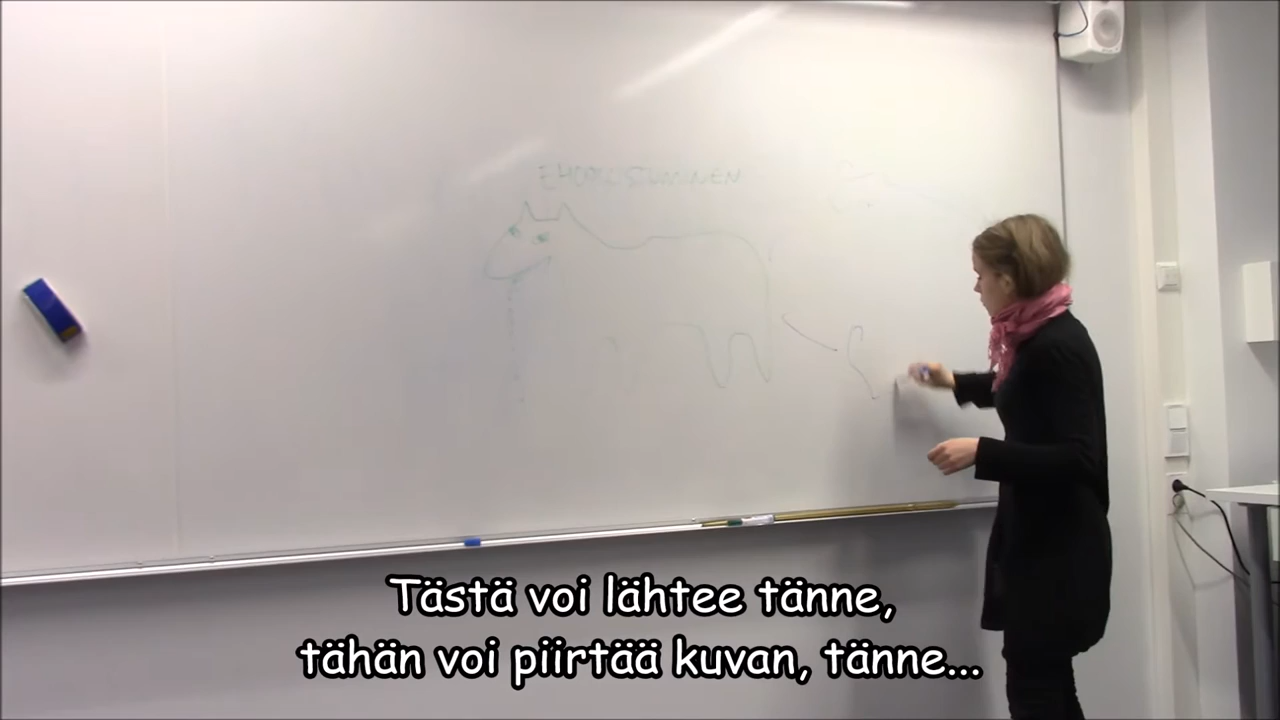 Tästä voi lähtee tänne,
tähän voi piirtää kuvan, tänne...